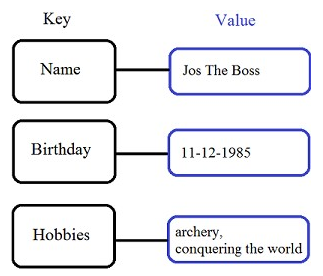 Key Value
Name Jos The Boss
Birthday 11-12-1985
Hobbies archery,
conquering the world